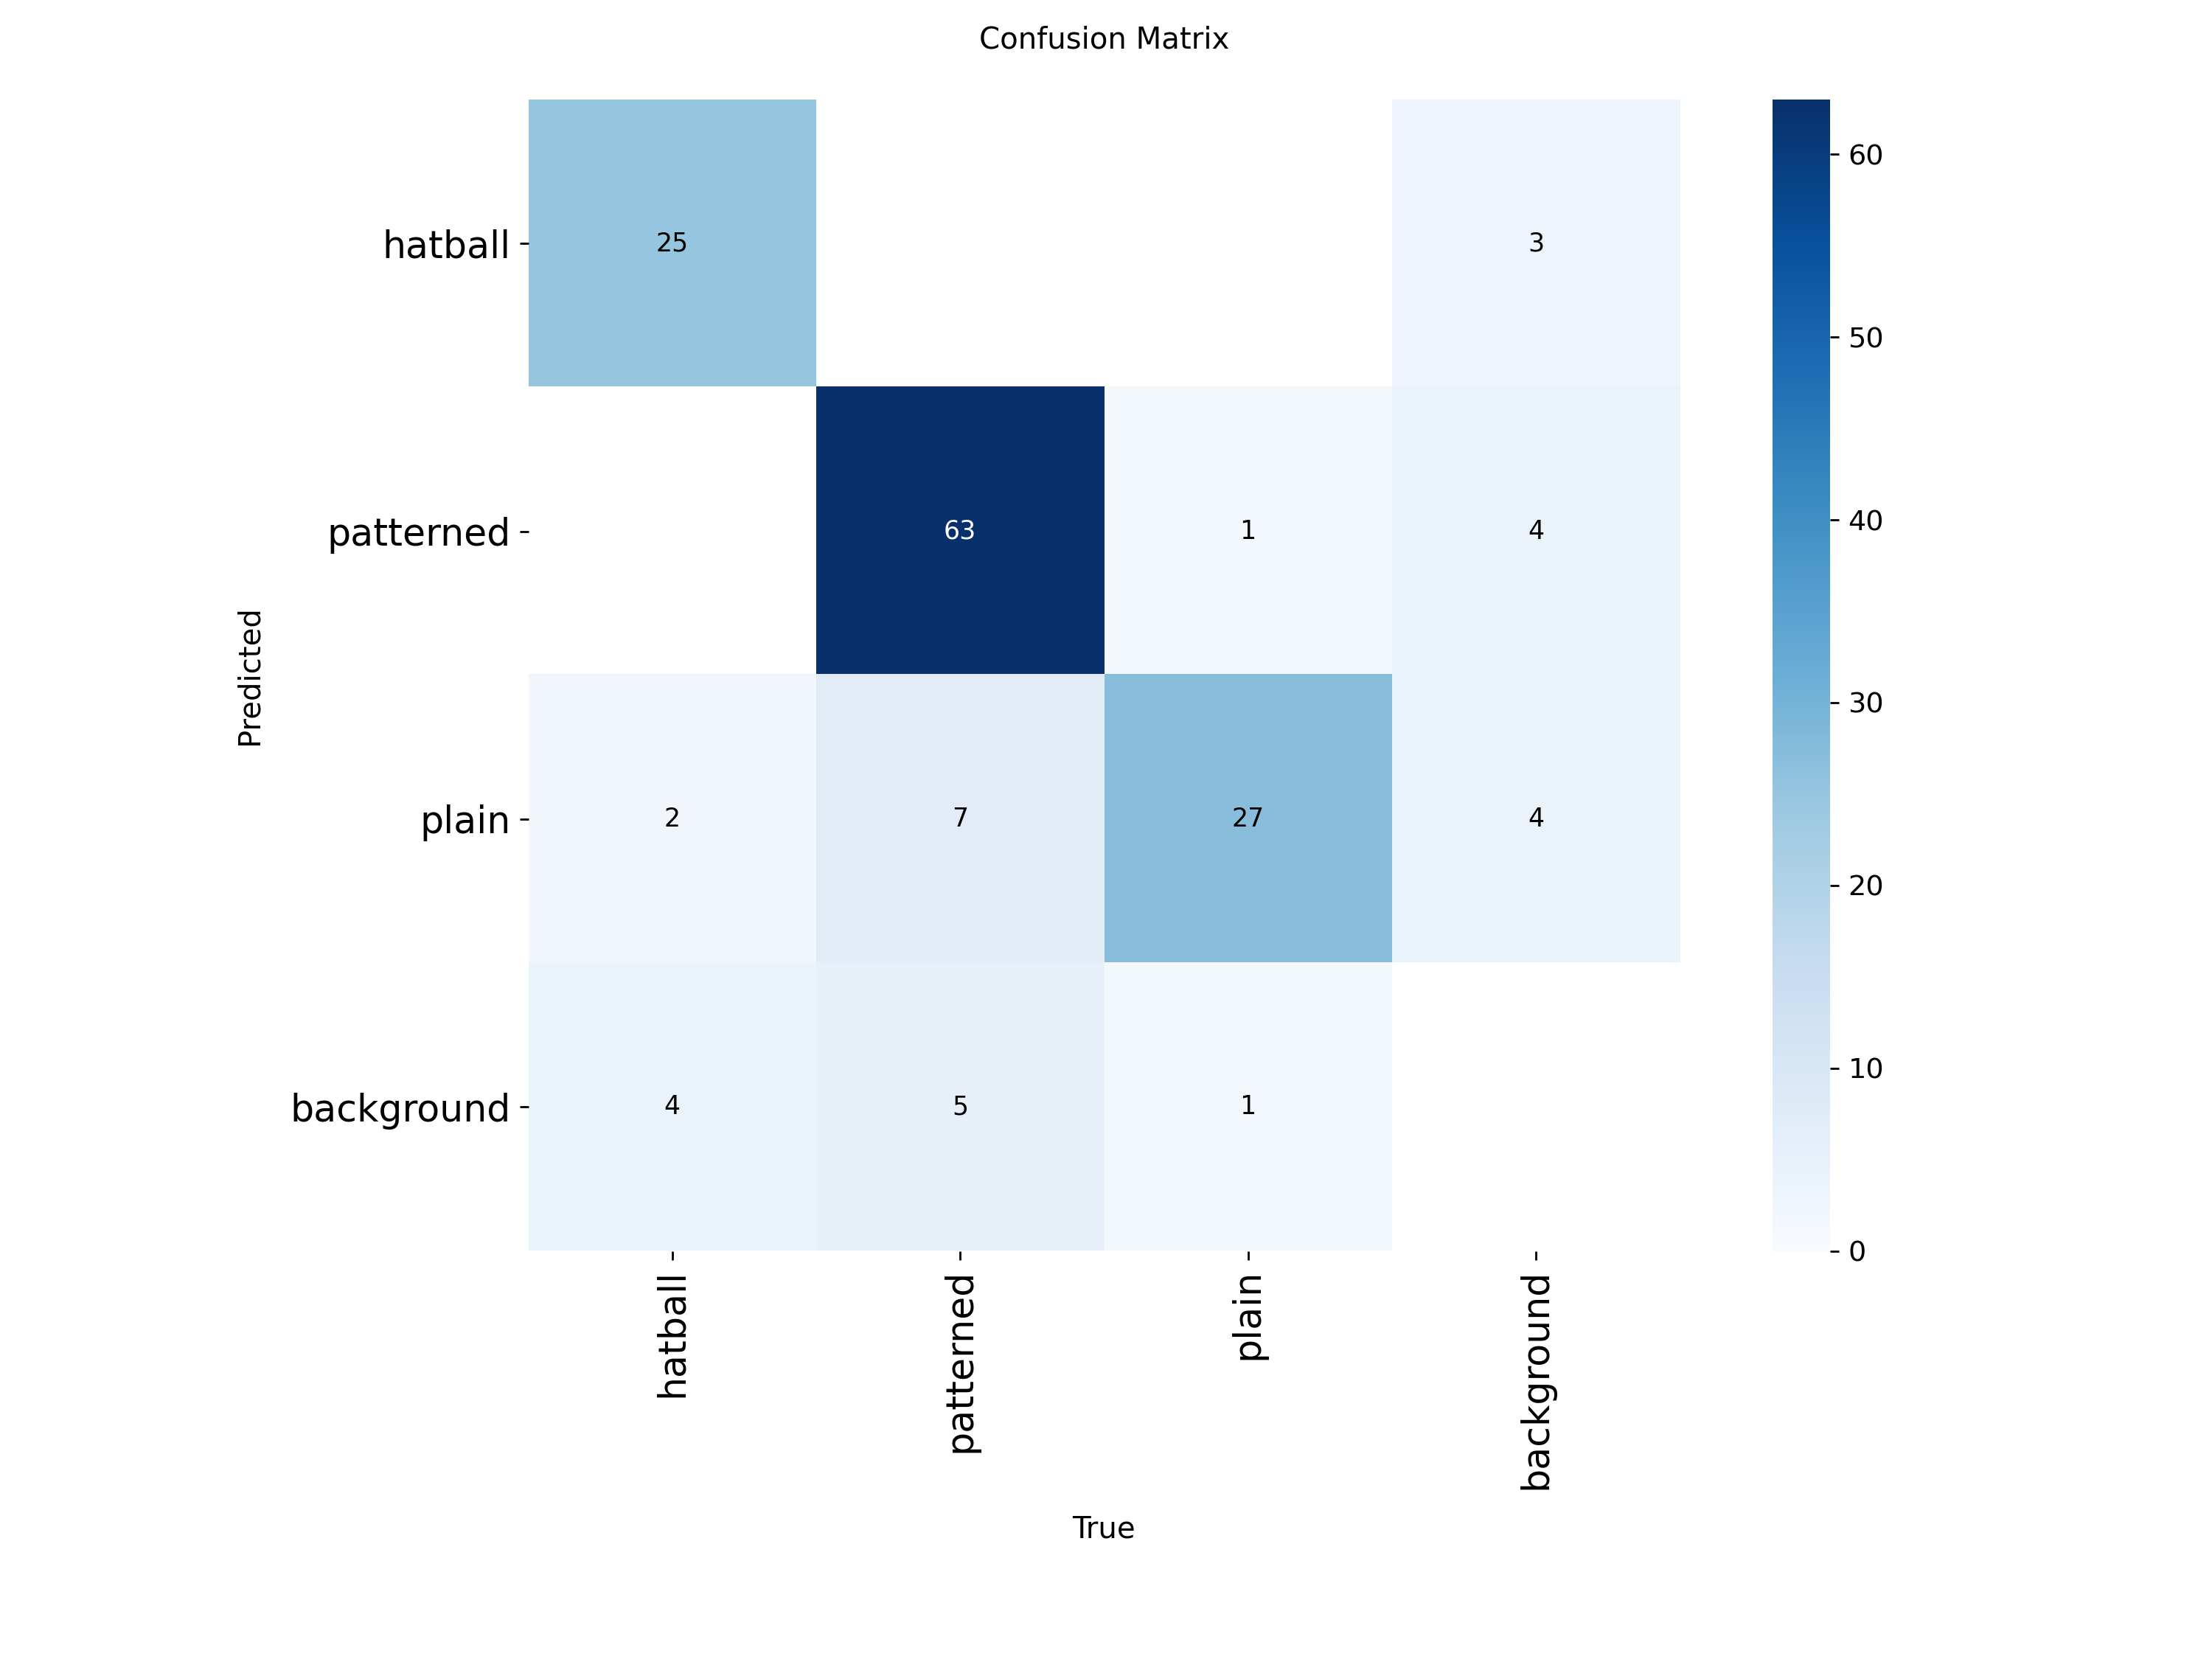 Confusion Matrix
hatball 25 3
patterned 63 1 4
plain 2 7 27 4
background 4 5 1
hatball patterned plain background
True
Predicted
60
50
40
30
20
10
0